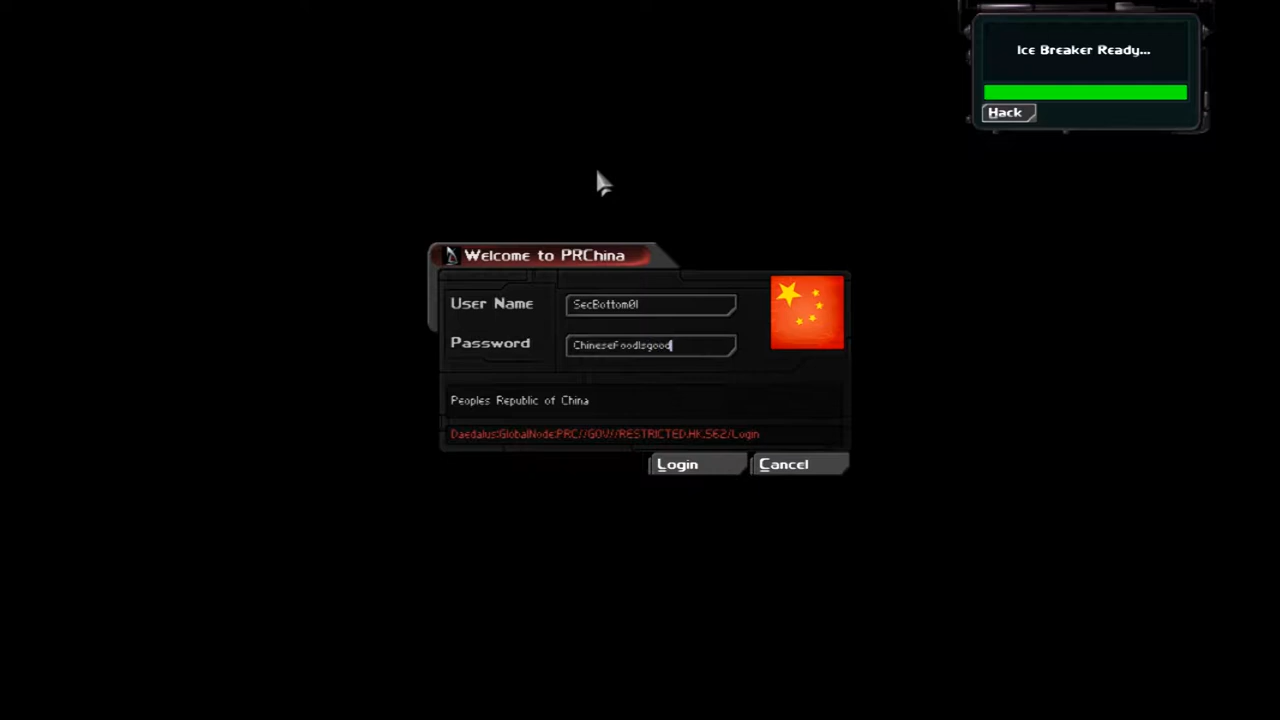 Ice Breaker Ready...
Hack
Welcome to PRChina
User Name
SecBottom01
Password
ChineseFoodIsgood
Peoples Republic of China
Daedalus:GlobalNode:PRC//GOV//RESTRICTED.HK.562/Login
Login
Cancel